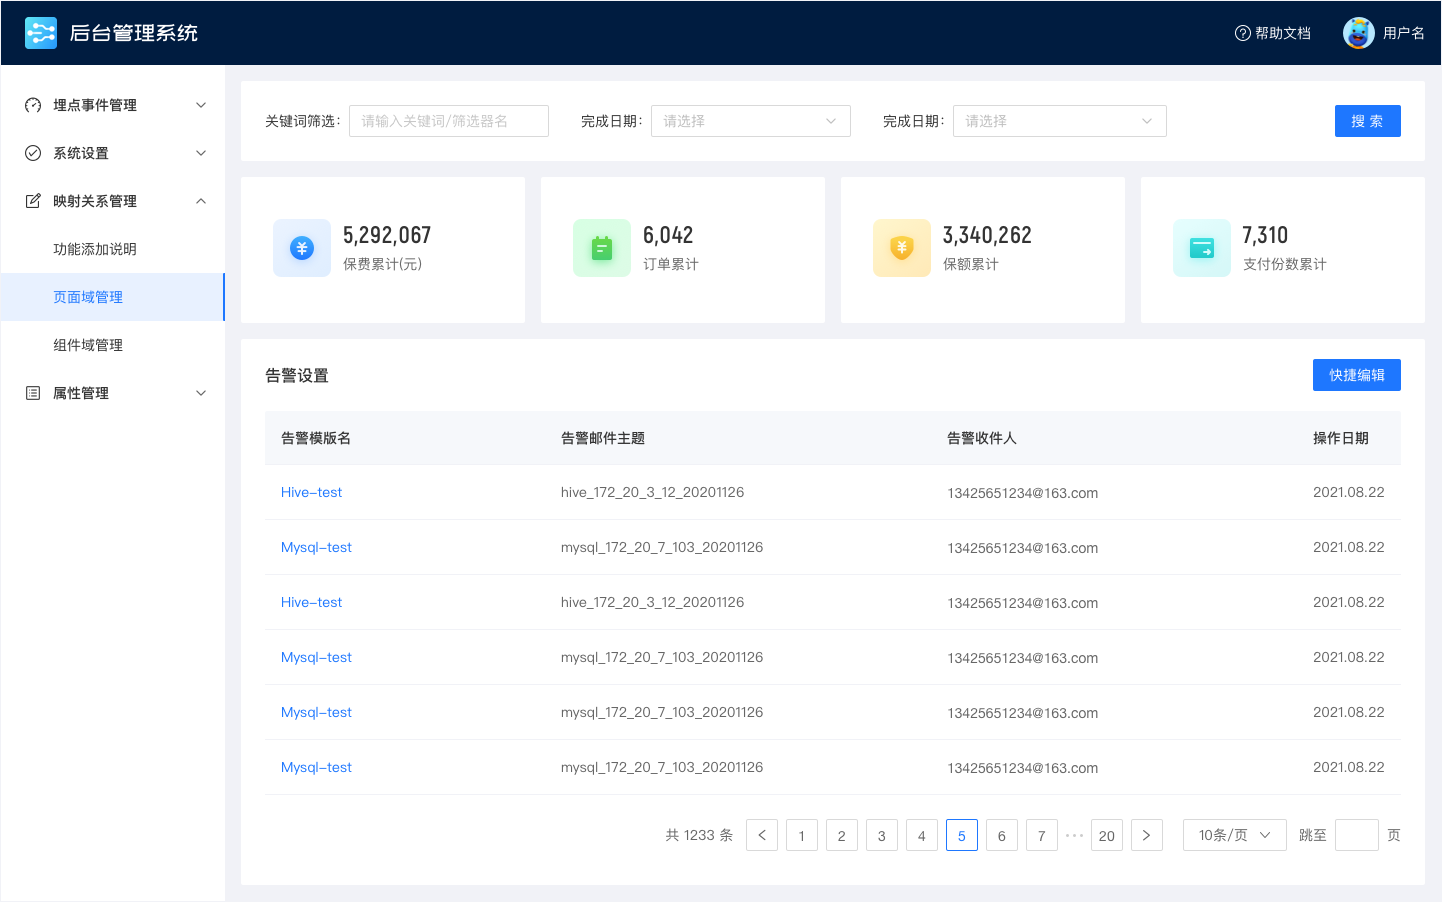 后台管理系统
帮助文档
用户名
埋点事件管理
系统设置
映射关系管理
功能添加说明
页面域管理
组件域管理
属性管理
关键词筛选： 请输入关键词/筛选器名 完成日期： 请选择 完成日期： 请选择 搜 索
5,292,067
保费累计(元)
6,042
订单累计
3,340,262
保额累计
7,310
支付份数累计
告警设置
快捷编辑
告警模版名 告警邮件主题 告警收件人 操作日期
Hive-test hive_172_20_3_12_20201126 13425651234@163.com 2021.08.22
Mysql-test mysql_172_20_7_103_20201126 13425651234@163.com 2021.08.22
Hive-test hive_172_20_3_12_20201126 13425651234@163.com 2021.08.22
Mysql-test mysql_172_20_7_103_20201126 13425651234@163.com 2021.08.22
Mysql-test mysql_172_20_7_103_20201126 13425651234@163.com 2021.08.22
Mysql-test mysql_172_20_7_103_20201126 13425651234@163.com 2021.08.22
共 1233 条 < 1 2 3 4 5 6 7 ··· 20 > 10条/页 跳至 页